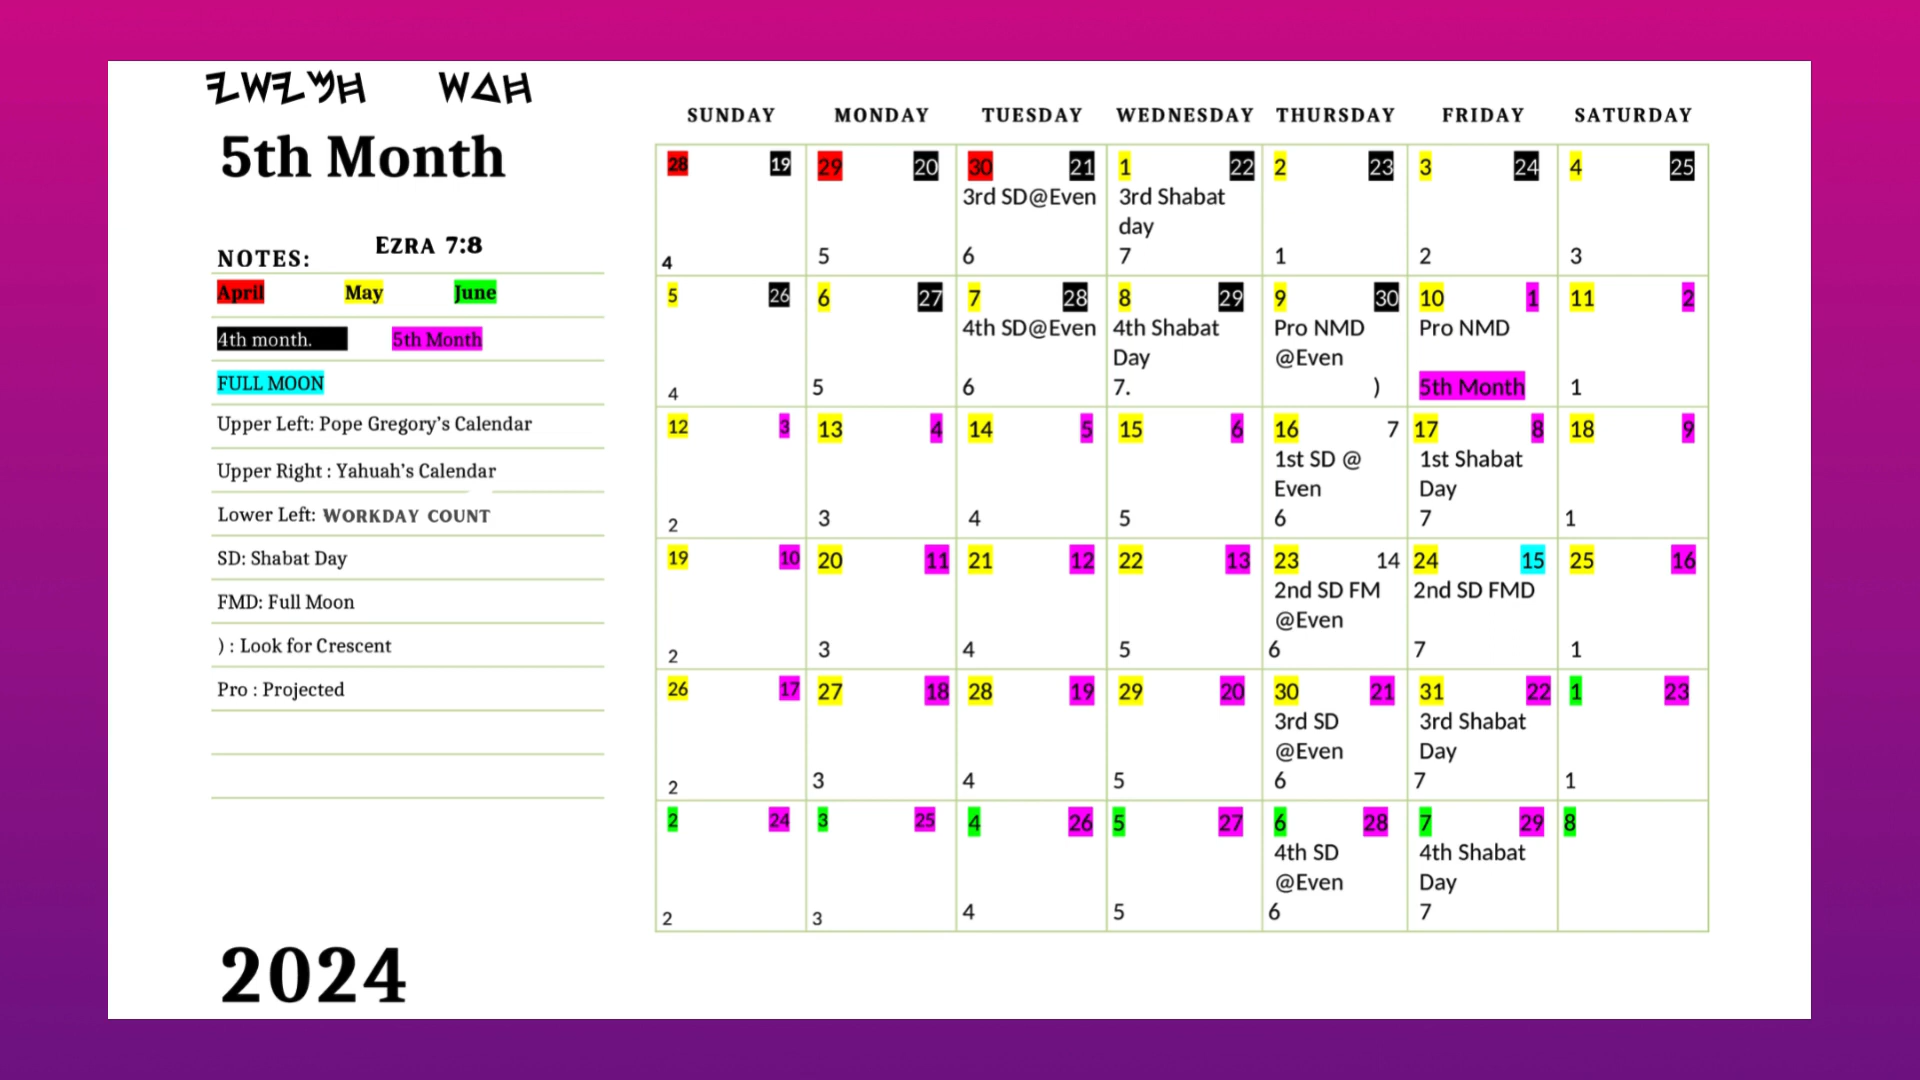 𐤇𐤌𐤉𐤔𐤉 𐤇𐤃𐤔
5th Month
NOTES: EZRA 7:8
April May June
4th month. 5th Month
FULL MOON
Upper Left: Pope Gregory’s Calendar
Upper Right : Yahuah’s Calendar
Lower Left: WORKDAY COUNT
SD: Shabat Day
FMD: Full Moon
) : Look for Crescent
Pro : Projected
2024
SUNDAY MONDAY TUESDAY WEDNESDAY THURSDAY FRIDAY SATURDAY
28 19 29 20 30 21 1 22 2 23 3 24 4 25
3rd SD@Even 3rd Shabat
day
4 5 6 7 1 2 3
5 26 6 27 7 28 8 29 9 30 10 1 11 2
4th SD@Even 4th Shabat Pro NMD Pro NMD
Day @Even
4 5 6 7. ) 5th Month 1
12 3 13 4 14 5 15 6 16 7 17 8 18 9
1st SD @ 1st Shabat
Even Day
2 3 4 5 6 7 1
19 10 20 11 21 12 22 13 23 14 24 15 25 16
2nd SD FM 2nd SD FMD
@Even
2 3 4 5 6 7 1
26 17 27 18 28 19 29 20 30 21 31 22 1 23
3rd SD 3rd Shabat
@Even Day
2 3 4 5 6 7 1
2 24 3 25 4 26 5 27 6 28 7 29 8
4th SD 4th Shabat
@Even Day
2 3 4 5 6 7